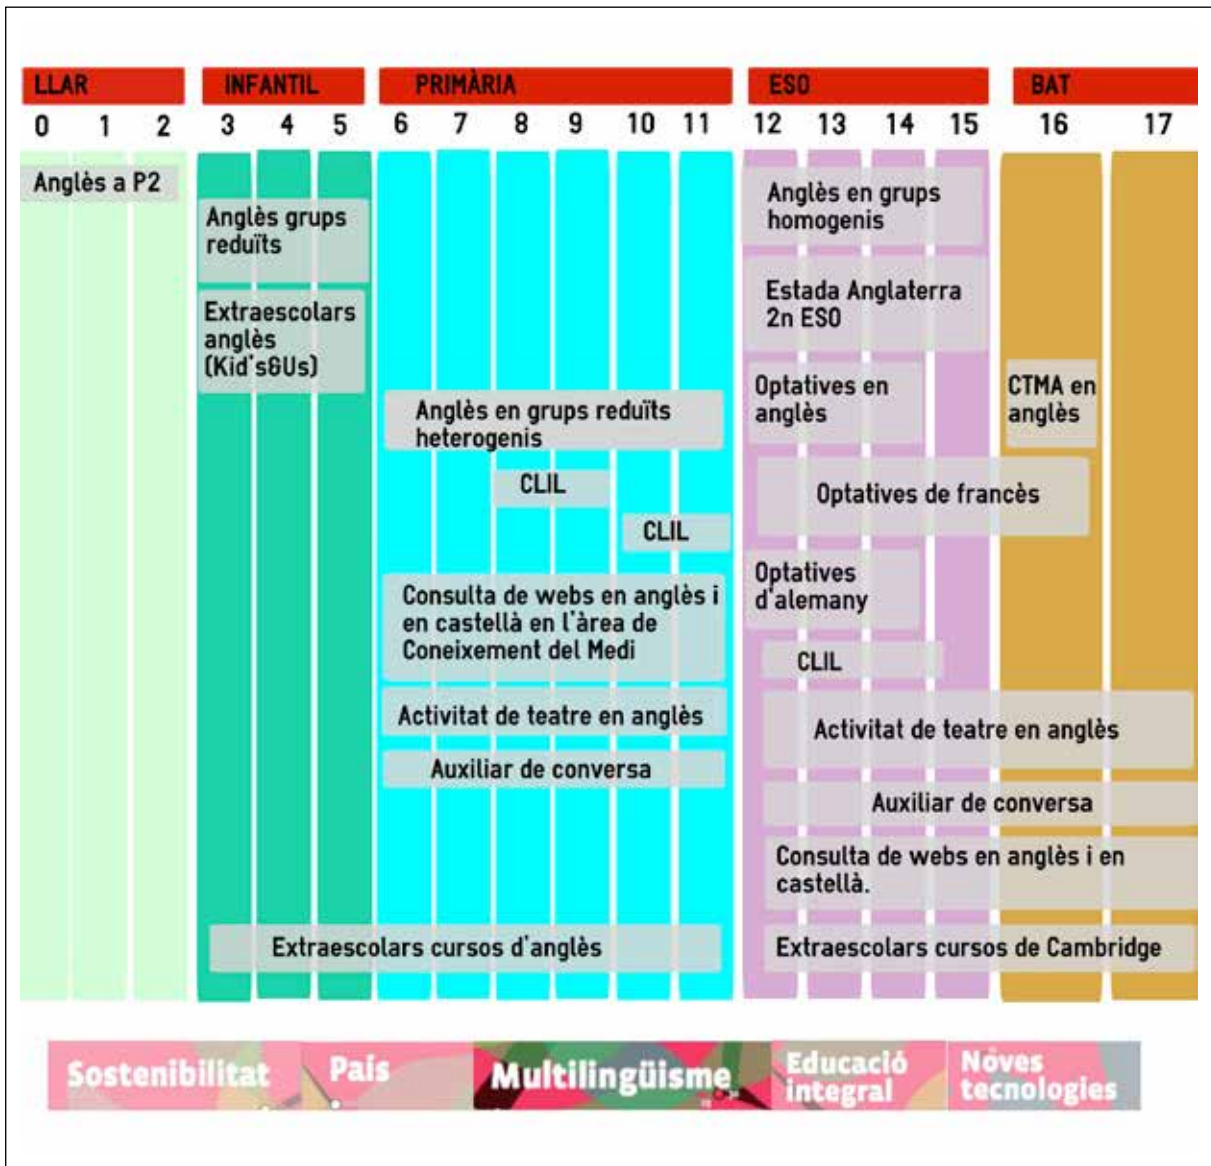 LLAR INFANTIL PRIMÀRIA ESO BAT
0 1 2 3 4 5 6 7 8 9 10 11 12 13 14 15 16 17
Anglès a P2
Anglès grups
reduïts
Extraescolars
anglès
(Kid's&Us)
Anglès en grups reduïts
heterogenis
CLIL
CLIL
Consulta de webs en anglès i
en castellà en l'àrea de
Coneixement del Medi
Activitat de teatre en anglès
Auxiliar de conversa
Extraescolars cursos d'anglès
Anglès en grups
homogenis
Estada Anglaterra
2n ESO
Optatives en
anglès
CTMA en
anglès
Optatives de francès
Optatives
d'alemany
CLIL
Activitat de teatre en anglès
Auxiliar de conversa
Consulta de webs en anglès i en
castellà.
Extraescolars cursos de Cambridge
Sostenibilitat
País
Multilingüisme
Educació
integral
Noves
tecnologies